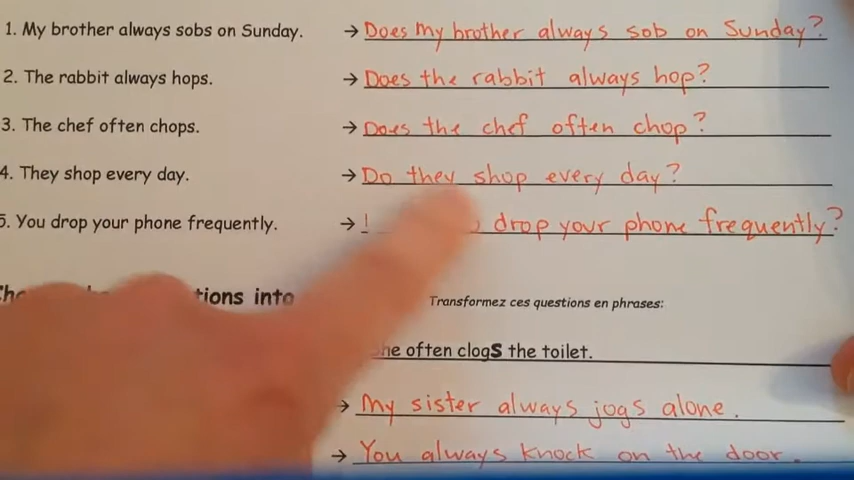 1. My brother always sobs on Sunday. → Does my brother always sob on Sunday?
2. The rabbit always hops. → Does the rabbit always hop?
3. The chef often chops. → Does the chef often chop?
4. They shop every day. → Do they shop every day?
5. You drop your phone frequently. → drop your phone frequently?
tions into Transformez ces questions en phrases:
he often clogs the toilet.
→ My sister always jogs alone.
→ You always knock on the door.